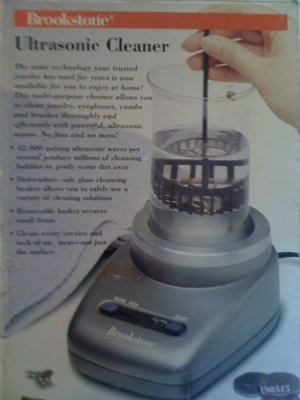 Brookstone®
Ultrasonic Cleaner
The same technology your trusted
jeweler has used for years is now
available for you to enjoy at home!
This multi-purpose cleaner allows you
to clean jewelry, eyeglasses, combs
and brushes thoroughly and
efficiently with powerful, ultrasonic
waves. No fuss and no mess!
• 42,000 pulsing ultrasonic waves per
second produce millions of cleansing
bubbles to gently scour dirt away
• Dishwasher-safe glass cleansing
beaker allows you to safely use a
variety of cleaning solutions
• Removable basket secures
small items
• Cleans every crevice and
nick of an item—not just
the surface
Brookstone
190515